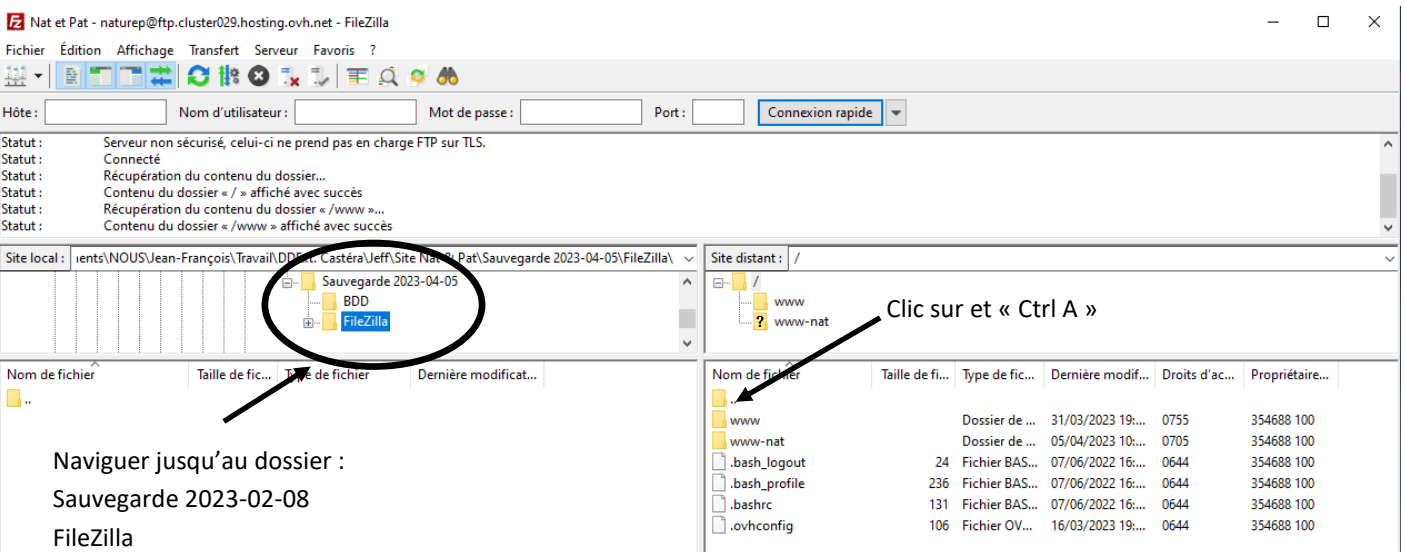 Nat et Pat - naturep@ftp.cluster029.hosting.ovh.net - FileZilla
Fichier Édition Affichage Transfert Serveur Favoris ?
Hôte : Nom d'utilisateur : Mot de passe : Port : Connexion rapide
Statut : Serveur non sécurisé, celui-ci ne prend pas en charge FTP sur TLS.
Statut : Connecté
Statut : Récupération du contenu du dossier...
Statut : Contenu du dossier « / » affiché avec succès
Statut : Récupération du contenu du dossier « /www »...
Statut : Contenu du dossier « /www » affiché avec succès
Site local : \NOUS\Jean-François\Travail\ Castéra\Jeff\Site Nat & Pat\Sauvegarde 2023-04-05\FileZilla\
Sauvegarde 2023-04-05
BDD
FileZilla
Site distant : /
/
www
? www-nat
Clic sur et « Ctrl A »
Nom de fichier Taille de fic... Type de fichier Dernière modificat...
..
Naviguer jusqu'au dossier :
Sauvegarde 2023-02-08
FileZilla
Nom de fichier Taille de fi... Type de fic... Dernière modif... Droits d'ac... Propriétaire...
..
www Dossier de ... 31/03/2023 19:... 0755 354688 100
www-nat Dossier de ... 05/04/2023 10:... 0705 354688 100
.bash_logout 24 Fichier BAS... 07/06/2022 16:... 0644 354688 100
.bash_profile 236 Fichier BAS... 07/06/2022 16:... 0644 354688 100
.bashrc 131 Fichier BAS... 07/06/2022 16:... 0644 354688 100
.ovhconfig 106 Fichier OV... 16/03/2023 19:... 0644 354688 100